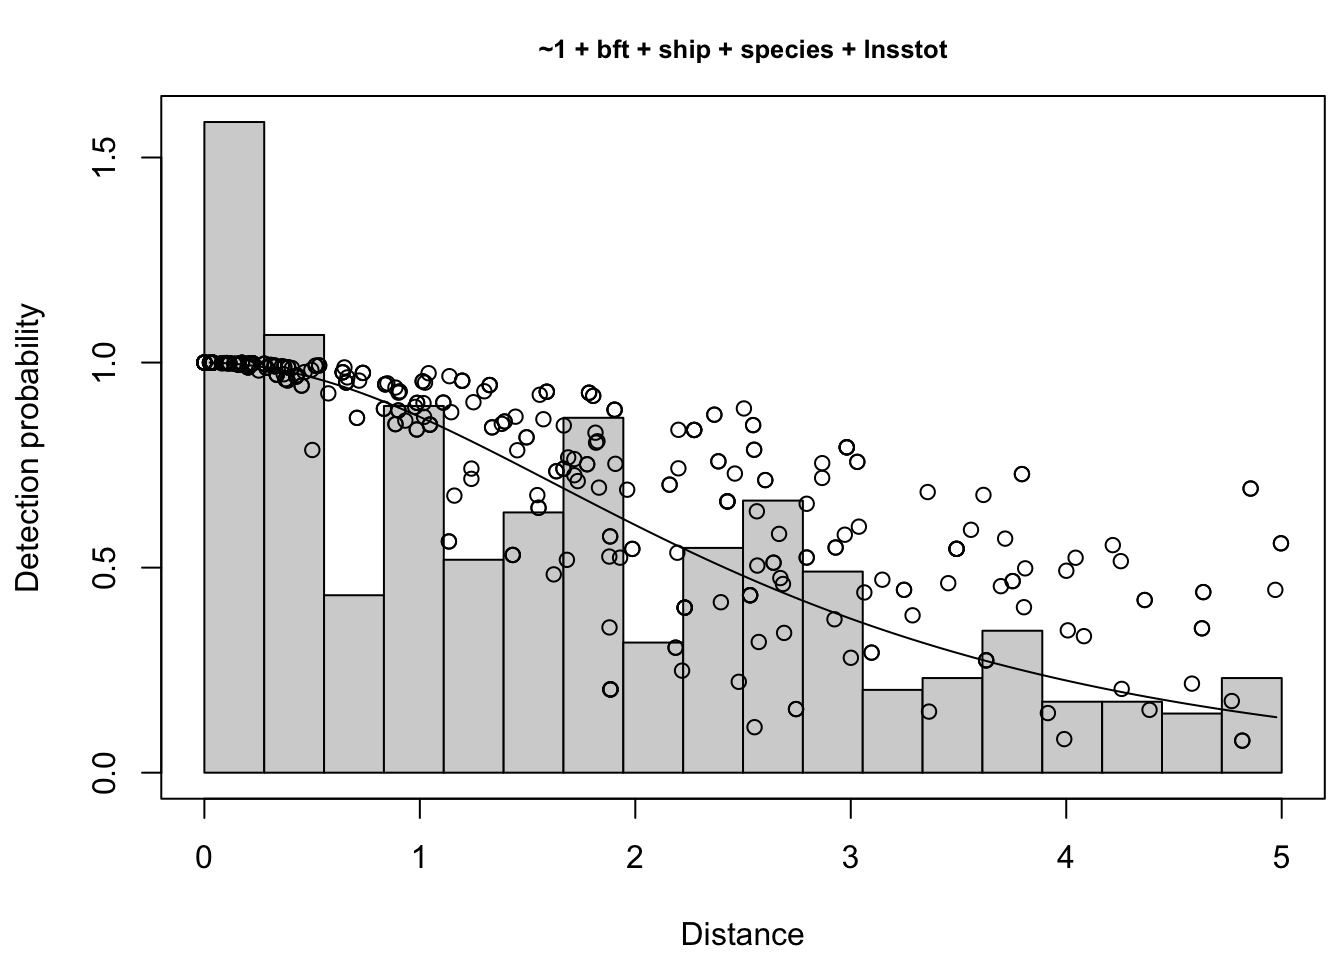 ~1 + bft + ship + species + lnsstot
Detection probability
1.5
1.0
0.5
0.0
0 1 2 3 4 5
Distance